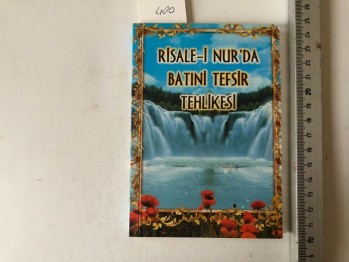 400
RİSALE-İ NUR'DA
BATINİ TEFSİR
TEHLİKESİ